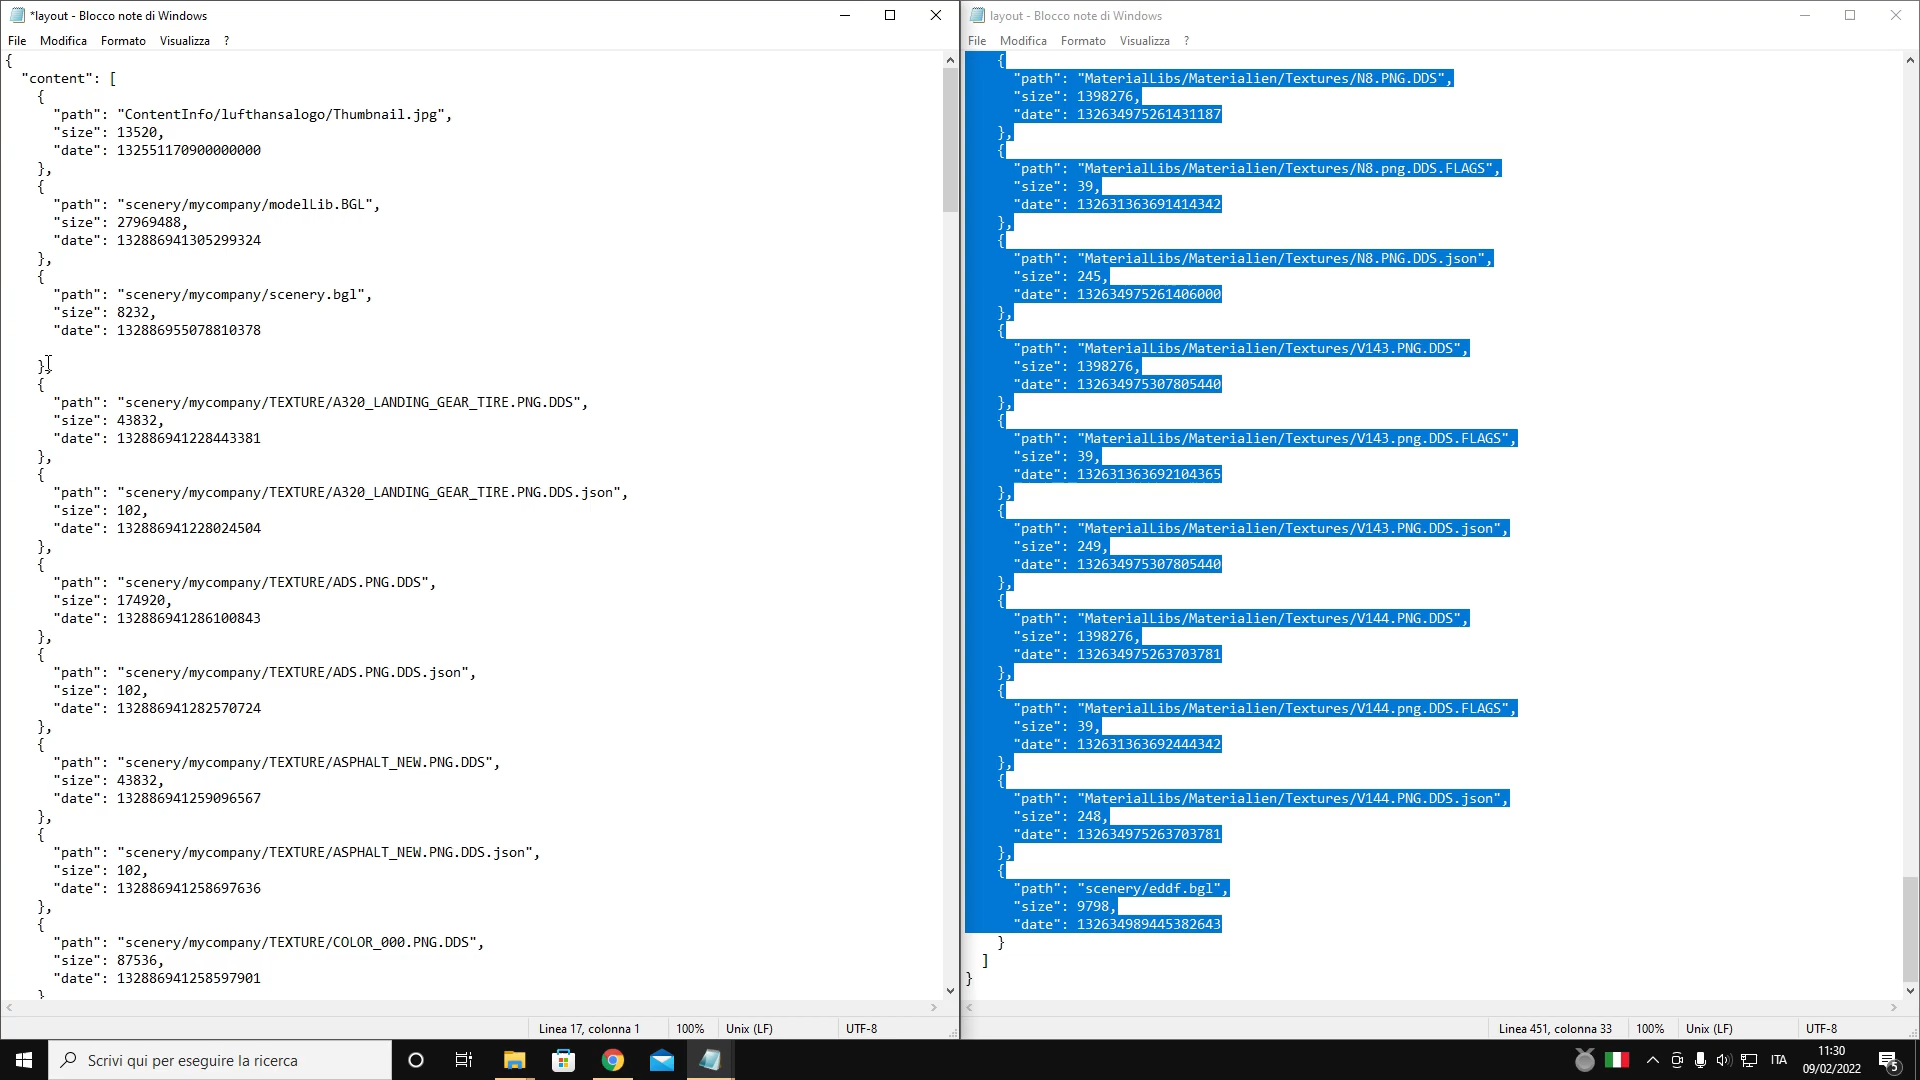 *layout - Blocco note di Windows
File Modifica Formato Visualizza ?
{
"content": [
{
"path": "ContentInfo/lufthansalogo/Thumbnail.jpg",
"size": 13520,
"date": 132551170900000000
},
{
"path": "scenery/mycompany/modelLib.BGL",
"size": 27969488,
"date": 132886941305299324
},
{
"path": "scenery/mycompany/scenery.bgl",
"size": 8232,
"date": 132886955078810378
},
{
"path": "scenery/mycompany/TEXTURE/A320_LANDING_GEAR_TIRE.PNG.DDS",
"size": 43832,
"date": 132886941228443381
},
{
"path": "scenery/mycompany/TEXTURE/A320_LANDING_GEAR_TIRE.PNG.DDS.json",
"size": 102,
"date": 132886941228024504
},
{
"path": "scenery/mycompany/TEXTURE/ADS.PNG.DDS",
"size": 174920,
"date": 132886941286100843
},
{
"path": "scenery/mycompany/TEXTURE/ADS.PNG.DDS.json",
"size": 102,
"date": 132886941282570724
},
{
"path": "scenery/mycompany/TEXTURE/ASPHALT_NEW.PNG.DDS",
"size": 43832,
"date": 132886941259096567
},
{
"path": "scenery/mycompany/TEXTURE/ASPHALT_NEW.PNG.DDS.json",
"size": 102,
"date": 132886941258697636
},
{
"path": "scenery/mycompany/TEXTURE/COLOR_000.PNG.DDS",
"size": 87536,
"date": 132886941258597901
}
Linea 17, colonna 1 100% Unix (LF) UTF-8
layout - Blocco note di Windows
File Modifica Formato Visualizza ?
{
"path": "MaterialLibs/Materialien/Textures/N8.PNG.DDS",
"size": 1398276,
"date": 132634975261431187
},
{
"path": "MaterialLibs/Materialien/Textures/N8.png.DDS.FLAGS",
"size": 39,
"date": 132631363691414342
},
{
"path": "MaterialLibs/Materialien/Textures/N8.PNG.DDS.json",
"size": 245,
"date": 132634975261406000
},
{
"path": "MaterialLibs/Materialien/Textures/V143.PNG.DDS",
"size": 1398276,
"date": 132634975307805440
},
{
"path": "MaterialLibs/Materialien/Textures/V143.png.DDS.FLAGS",
"size": 39,
"date": 132631363692104365
},
{
"path": "MaterialLibs/Materialien/Textures/V143.PNG.DDS.json",
"size": 249,
"date": 132634975307805440
},
{
"path": "MaterialLibs/Materialien/Textures/V144.PNG.DDS",
"size": 1398276,
"date": 132634975263703781
},
{
"path": "MaterialLibs/Materialien/Textures/V144.png.DDS.FLAGS",
"size": 39,
"date": 132631363692444342
},
{
"path": "MaterialLibs/Materialien/Textures/V144.PNG.DDS.json",
"size": 248,
"date": 132634975263703781
},
{
"path": "scenery/eddf.bgl",
"size": 9798,
"date": 132634989445382643
}
]
}
Linea 451, colonna 33 100% Unix (LF) UTF-8
Scrivi qui per eseguire la ricerca
ITA
11:30
09/02/2022
5